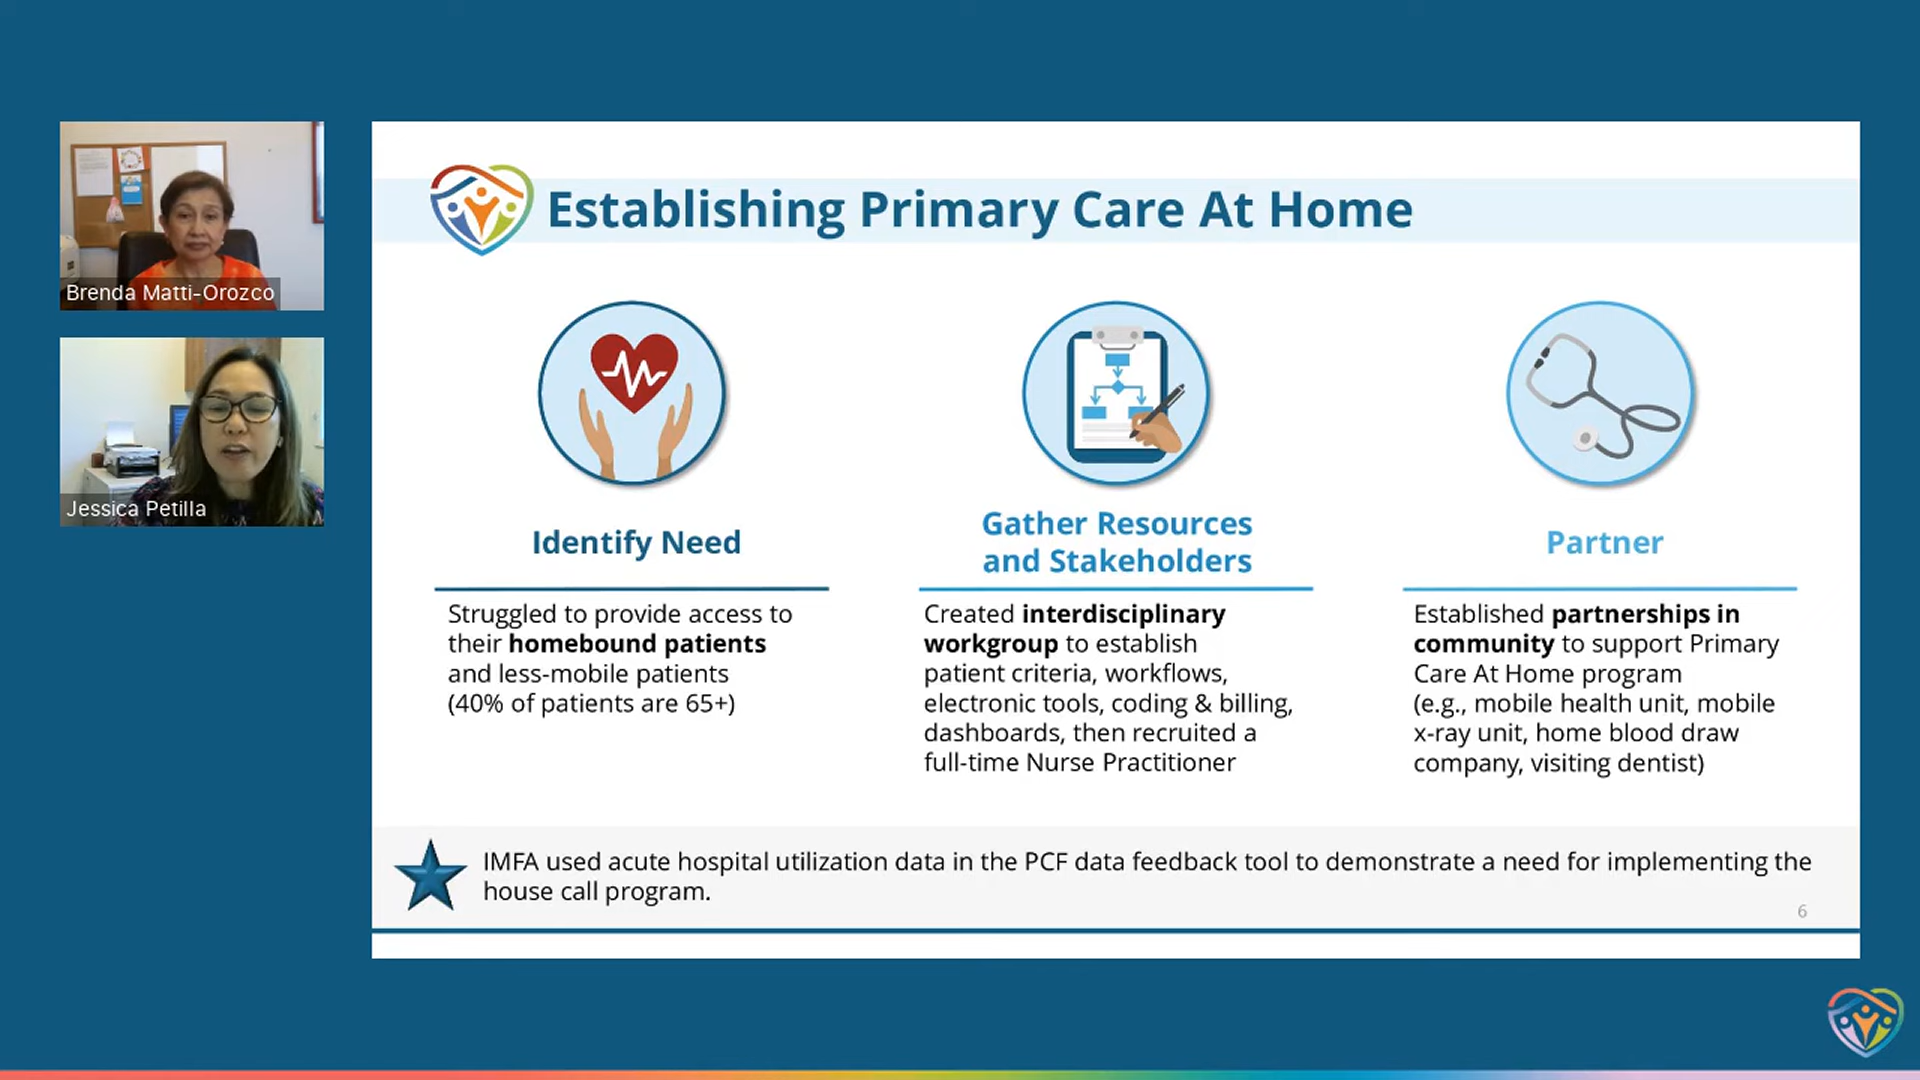 Brenda Matti-Orozco
Jessica Petilla
Establishing Primary Care At Home
Identify Need
Struggled to provide access to
their homebound patients
and less-mobile patients
(40% of patients are 65+)
Gather Resources
and Stakeholders
Created interdisciplinary
workgroup to establish
patient criteria, workflows,
electronic tools, coding & billing,
dashboards, then recruited a
full-time Nurse Practitioner
Partner
Established partnerships in
community to support Primary
Care At Home program
(e.g., mobile health unit, mobile
x-ray unit, home blood draw
company, visiting dentist)
IMFA used acute hospital utilization data in the PCF data feedback tool to demonstrate a need for implementing the
house call program.
6